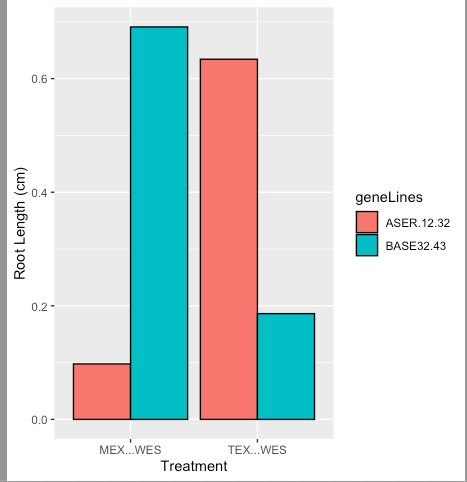 Root Length (cm)
0.6
0.4
0.2
0.0
MEX...WES TEX...WES
Treatment
geneLines
ASER.12.32
BASE32.43